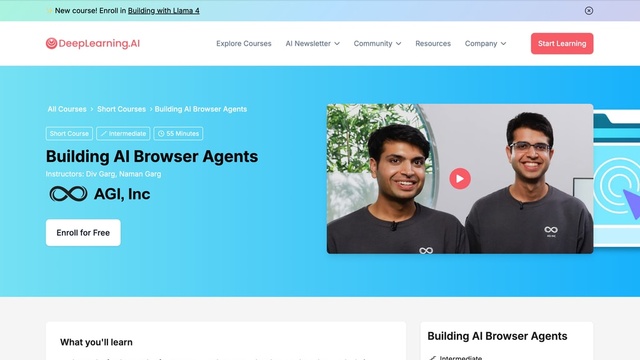 New course! Enroll in Building with Llama 4
DeepLearning.AI
Explore Courses
AI Newsletter
Community
Resources
Company
Start Learning
All Courses > Short Courses > Building AI Browser Agents
Short Course
Intermediate
55 Minutes
Building AI Browser Agents
Instructors: Div Garg, Naman Garg
AGI, Inc
Enroll for Free
What you'll learn
Building AI Browser Agents
Intermediate